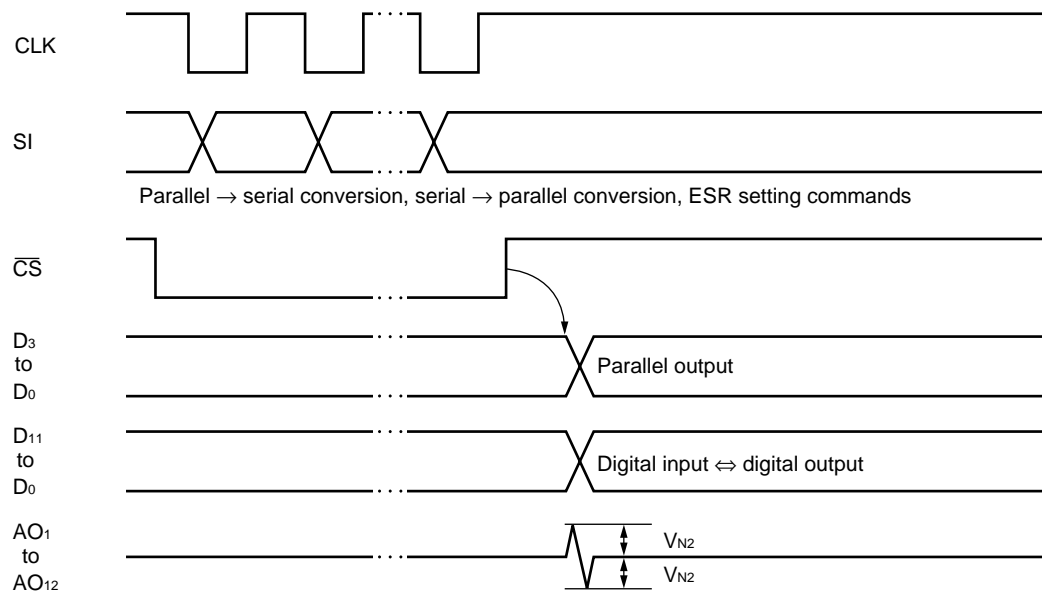 CLK
SI
Parallel → serial conversion, serial → parallel conversion, ESR setting commands
CS
D3
to
D0
Parallel output
D11
to
D0
Digital input ⇔ digital output
AO1
to
AO12
VN2
VN2